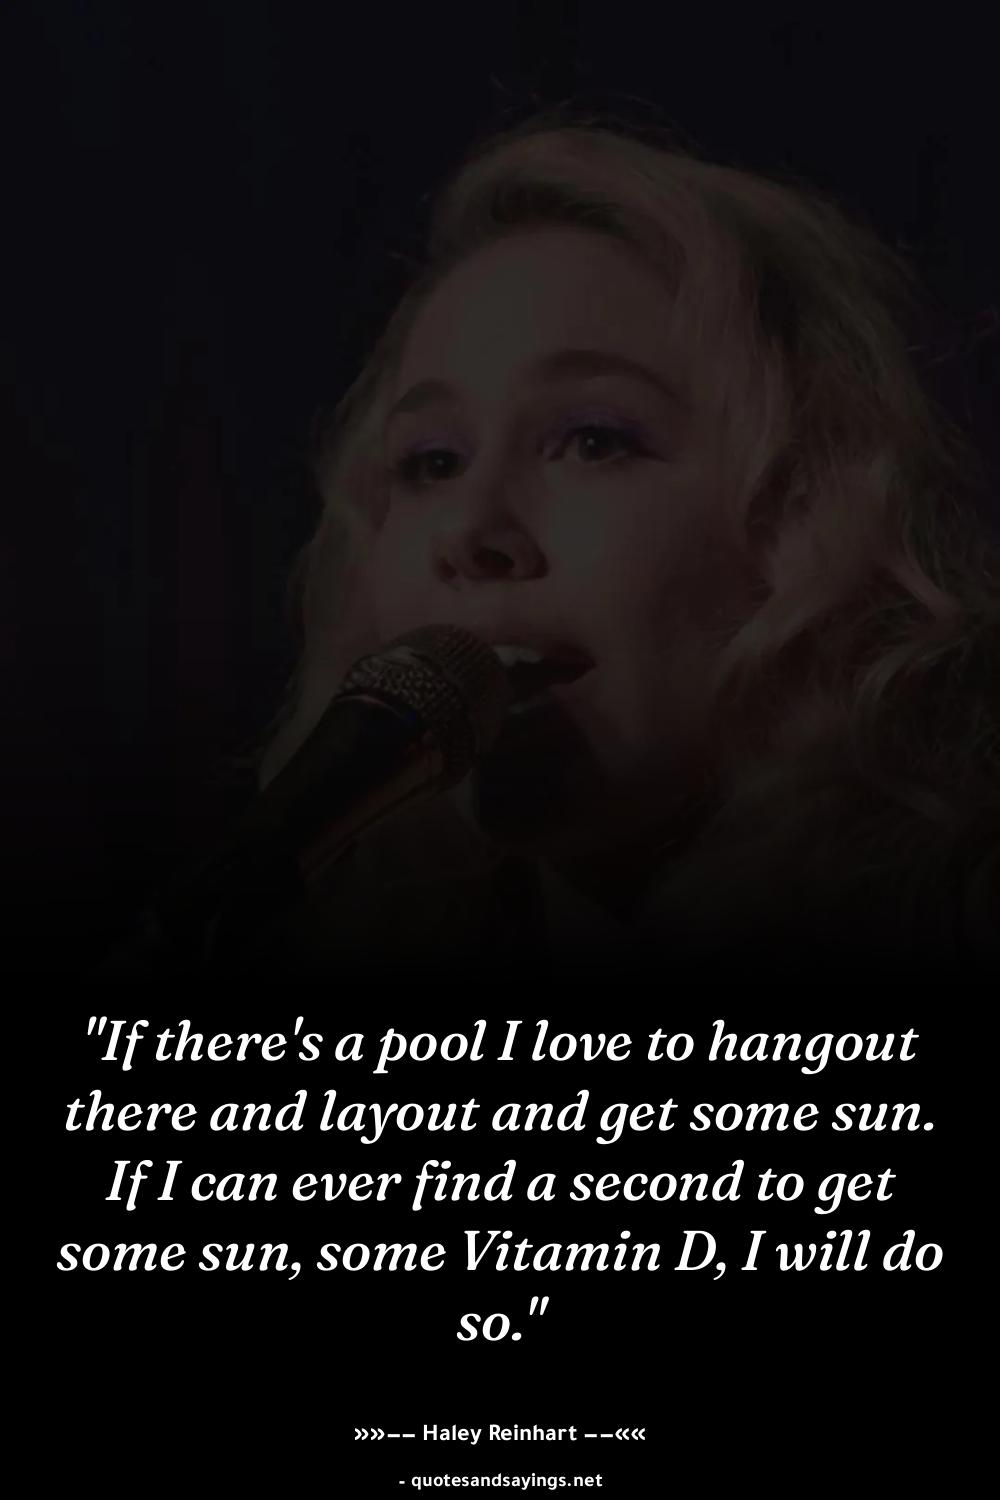 "If there's a pool I love to hangout
there and layout and get some sun.
If I can ever find a second to get
some sun, some Vitamin D, I will do
so."
»»–– Haley Reinhart ––««
- quotesandsayings.net